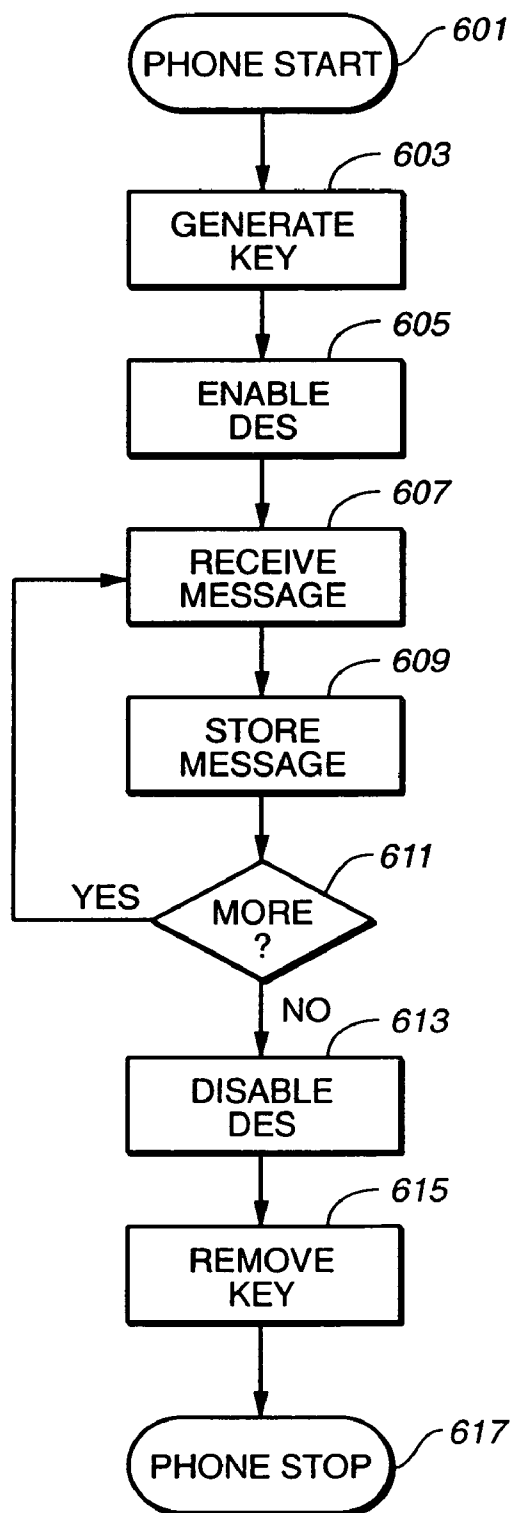 601
PHONE START
603
GENERATE
KEY
605
ENABLE
DES
607
RECEIVE
MESSAGE
609
STORE
MESSAGE
611
YES
MORE
?
NO
613
DISABLE
DES
615
REMOVE
KEY
617
PHONE STOP